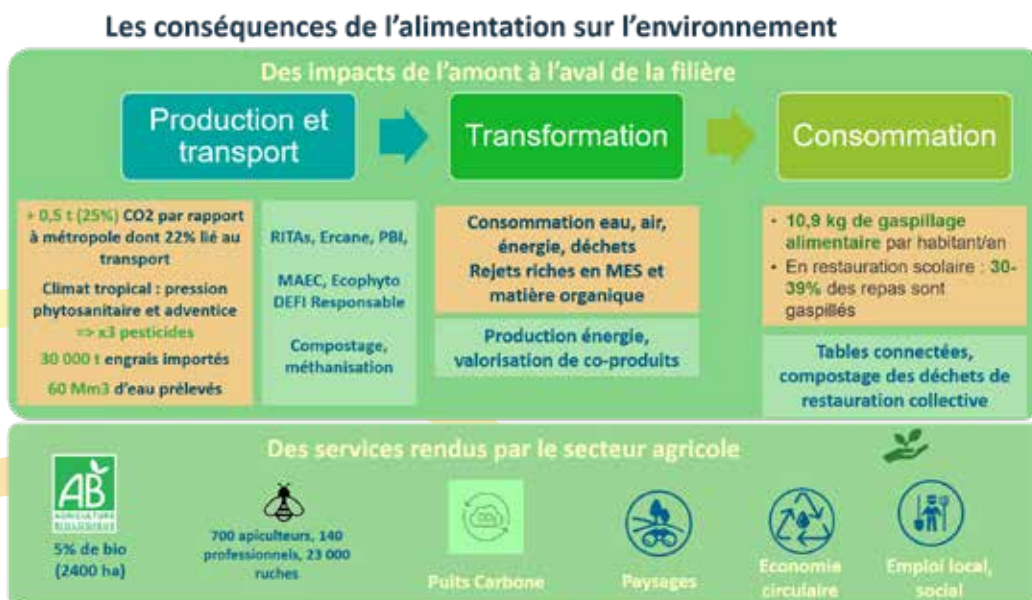 Les conséquences de l'alimentation sur l'environnement
Des impacts de l'amont à l'aval de la filière
Production et
transport
Transformation
Consommation
+ 0,5 t (25%) CO2 par rapport
à métropole dont 22% lié au
transport
Climat tropical : pression
phytosanitaire et adventice
=> x3 pesticides
30 000 t engrais importés
60 Mm3 d'eau prélevés
RITAs, Ercane, PBI,
MAEC, Ecophyto
DEFI Responsable
Compostage,
méthanisation
Consommation eau, air,
énergie, déchets
Rejets riches en MES et
matière organique
Production énergie,
valorisation de co-produits
• 10,9 kg de gaspillage
alimentaire par habitant/an
• En restauration scolaire : 30-
39% des repas sont
gaspillés
Tables connectées,
compostage des déchets de
restauration collective
Des services rendus par le secteur agricole
AB
AGRICULTURE
BIOLOGIQUE
5% de bio
(2400 ha)
700 apiculteurs, 140
professionnels, 23 000
ruches
CO2
Puits Carbone
Paysages
Economie
circulaire
Emploi local,
social